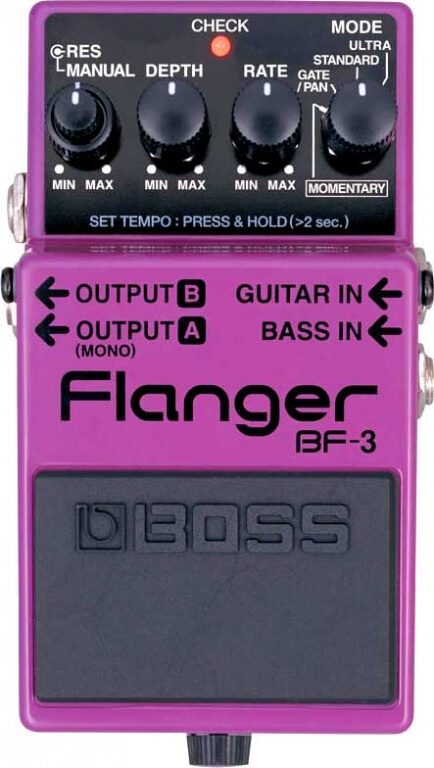 CHECK
MODE
RES
MANUAL
DEPTH
RATE
GATE
/PAN
STANDARD
ULTRA
MIN MAX
MIN MAX
MIN MAX
MOMENTARY
SET TEMPO : PRESS & HOLD (>2 sec.)
OUTPUT B
GUITAR IN
OUTPUT A
(MONO)
BASS IN
Flanger
BF-3
BOSS